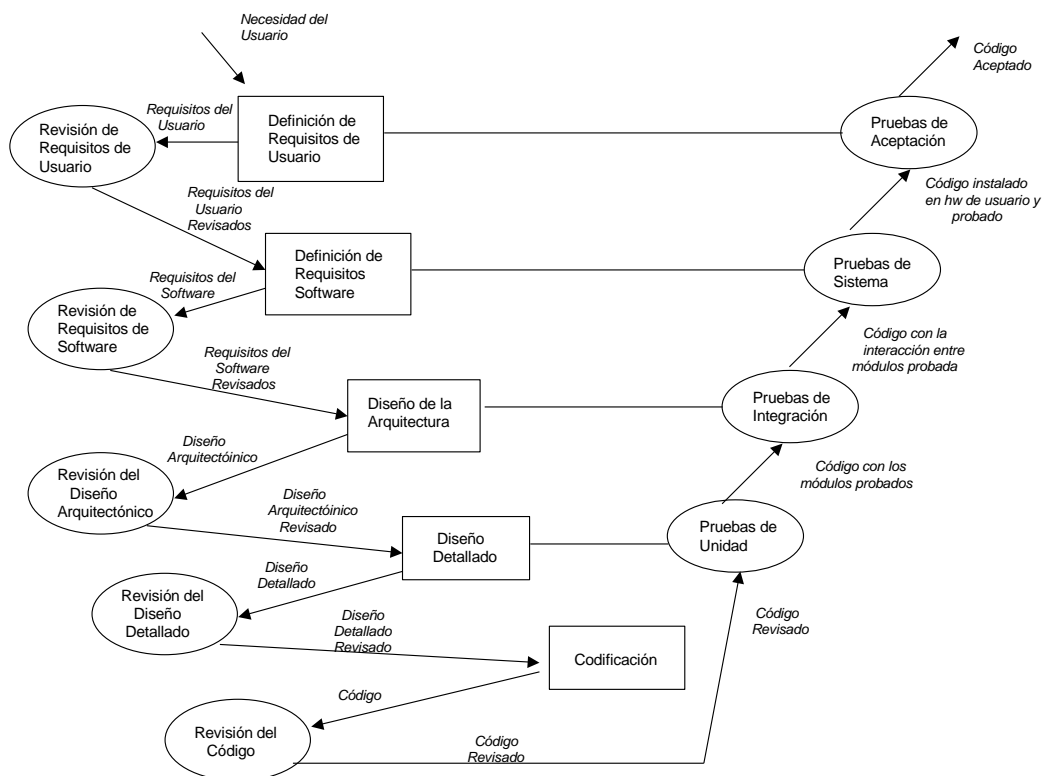 Necesidad del
Usuario
Código
Aceptado
Requisitos del
Usuario
Revisión de
Requisitos de
Usuario
Definición de
Requisitos de
Usuario
Pruebas de
Aceptación
Requisitos del
Usuario
Revisados
Código instalado
en hw de usuario y
probado
Definición de
Requisitos
Software
Pruebas de
Sistema
Requisitos del
Software
Revisión de
Requisitos de
Software
Código con la
interacción entre
módulos probada
Requisitos del
Software
Revisados
Diseño de la
Arquitectura
Pruebas de
Integración
Diseño
Arquitectóinico
Revisión del
Diseño
Arquitectónico
Código con los
módulos probados
Diseño
Arquitectóinico
Revisado
Diseño
Detallado
Pruebas de
Unidad
Diseño
Detallado
Revisión del
Diseño
Detallado
Diseño
Detallado
Revisado
Código
Revisado
Codificación
Código
Revisión del
Código
Código
Revisado